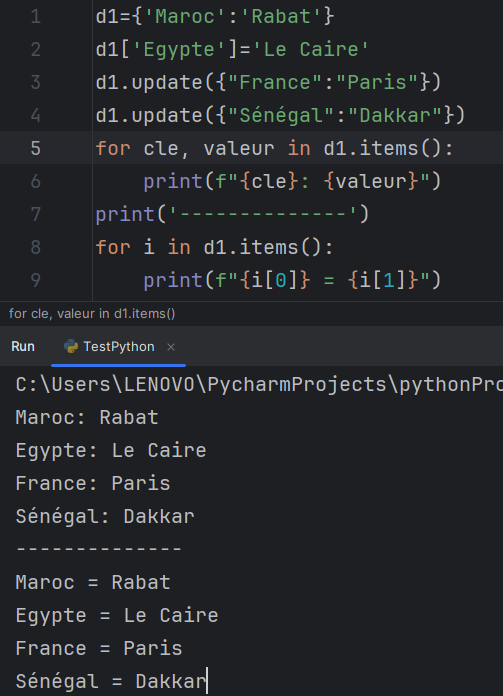 1 d1={'Maroc':'Rabat'}
2 d1['Egypte']='Le Caire'
3 d1.update({"France":"Paris"})
4 d1.update({"Sénégal":"Dakkar"})
5 for cle, valeur in d1.items():
6     print(f"{cle}: {valeur}")
7 print('--------------')
8 for i in d1.items():
9     print(f"{i[0]} = {i[1]}")
for cle, valeur in d1.items()
Run TestPython ×
C:\Users\LENOVO\PycharmProjects\pythonPro
Maroc: Rabat
Egypte: Le Caire
France: Paris
Sénégal: Dakkar
--------------
Maroc = Rabat
Egypte = Le Caire
France = Paris
Sénégal = Dakkar